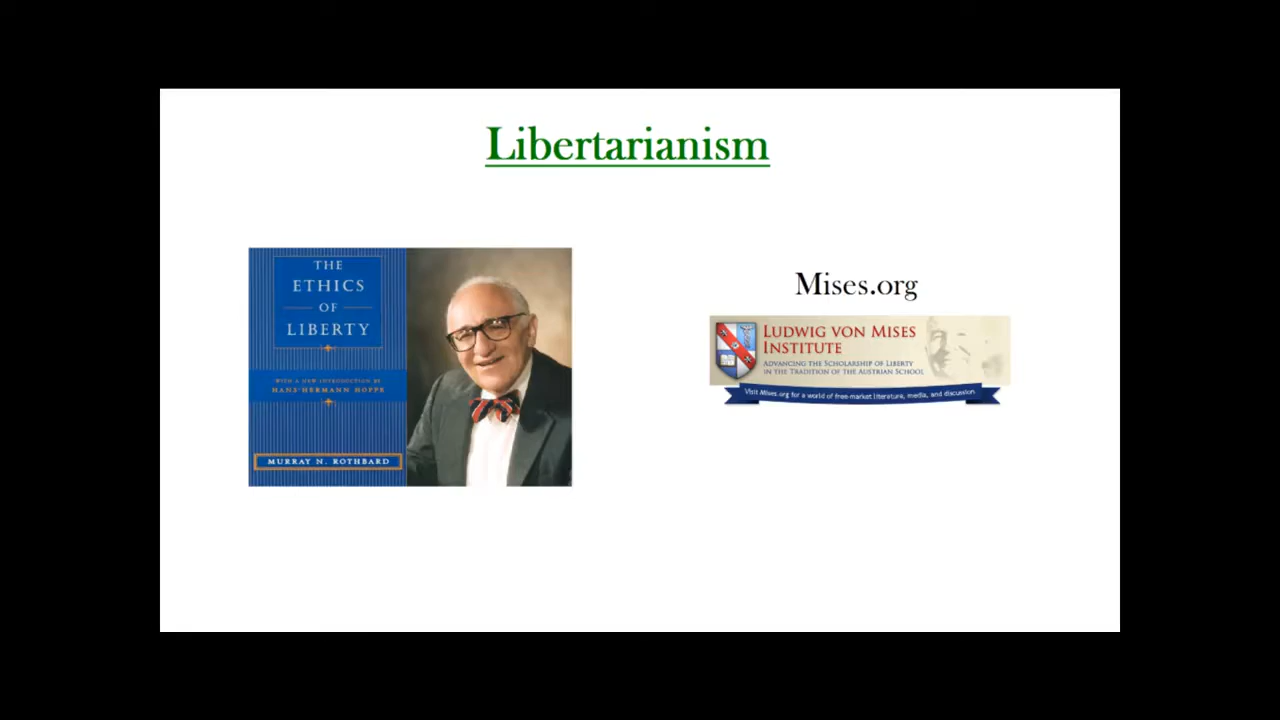 Libertarianism
THE
ETHICS
OF
LIBERTY
WITH A NEW INTRODUCTION BY
HANS-HERMANN HOPPE
MURRAY N. ROTHBARD
Mises.org
LUDWIG VON MISES
INSTITUTE
ADVANCING THE SCHOLARSHIP OF LIBERTY
IN THE TRADITION OF THE AUSTRIAN SCHOOL
Visit Mises.org for a world of free-market literature, media, and discussion